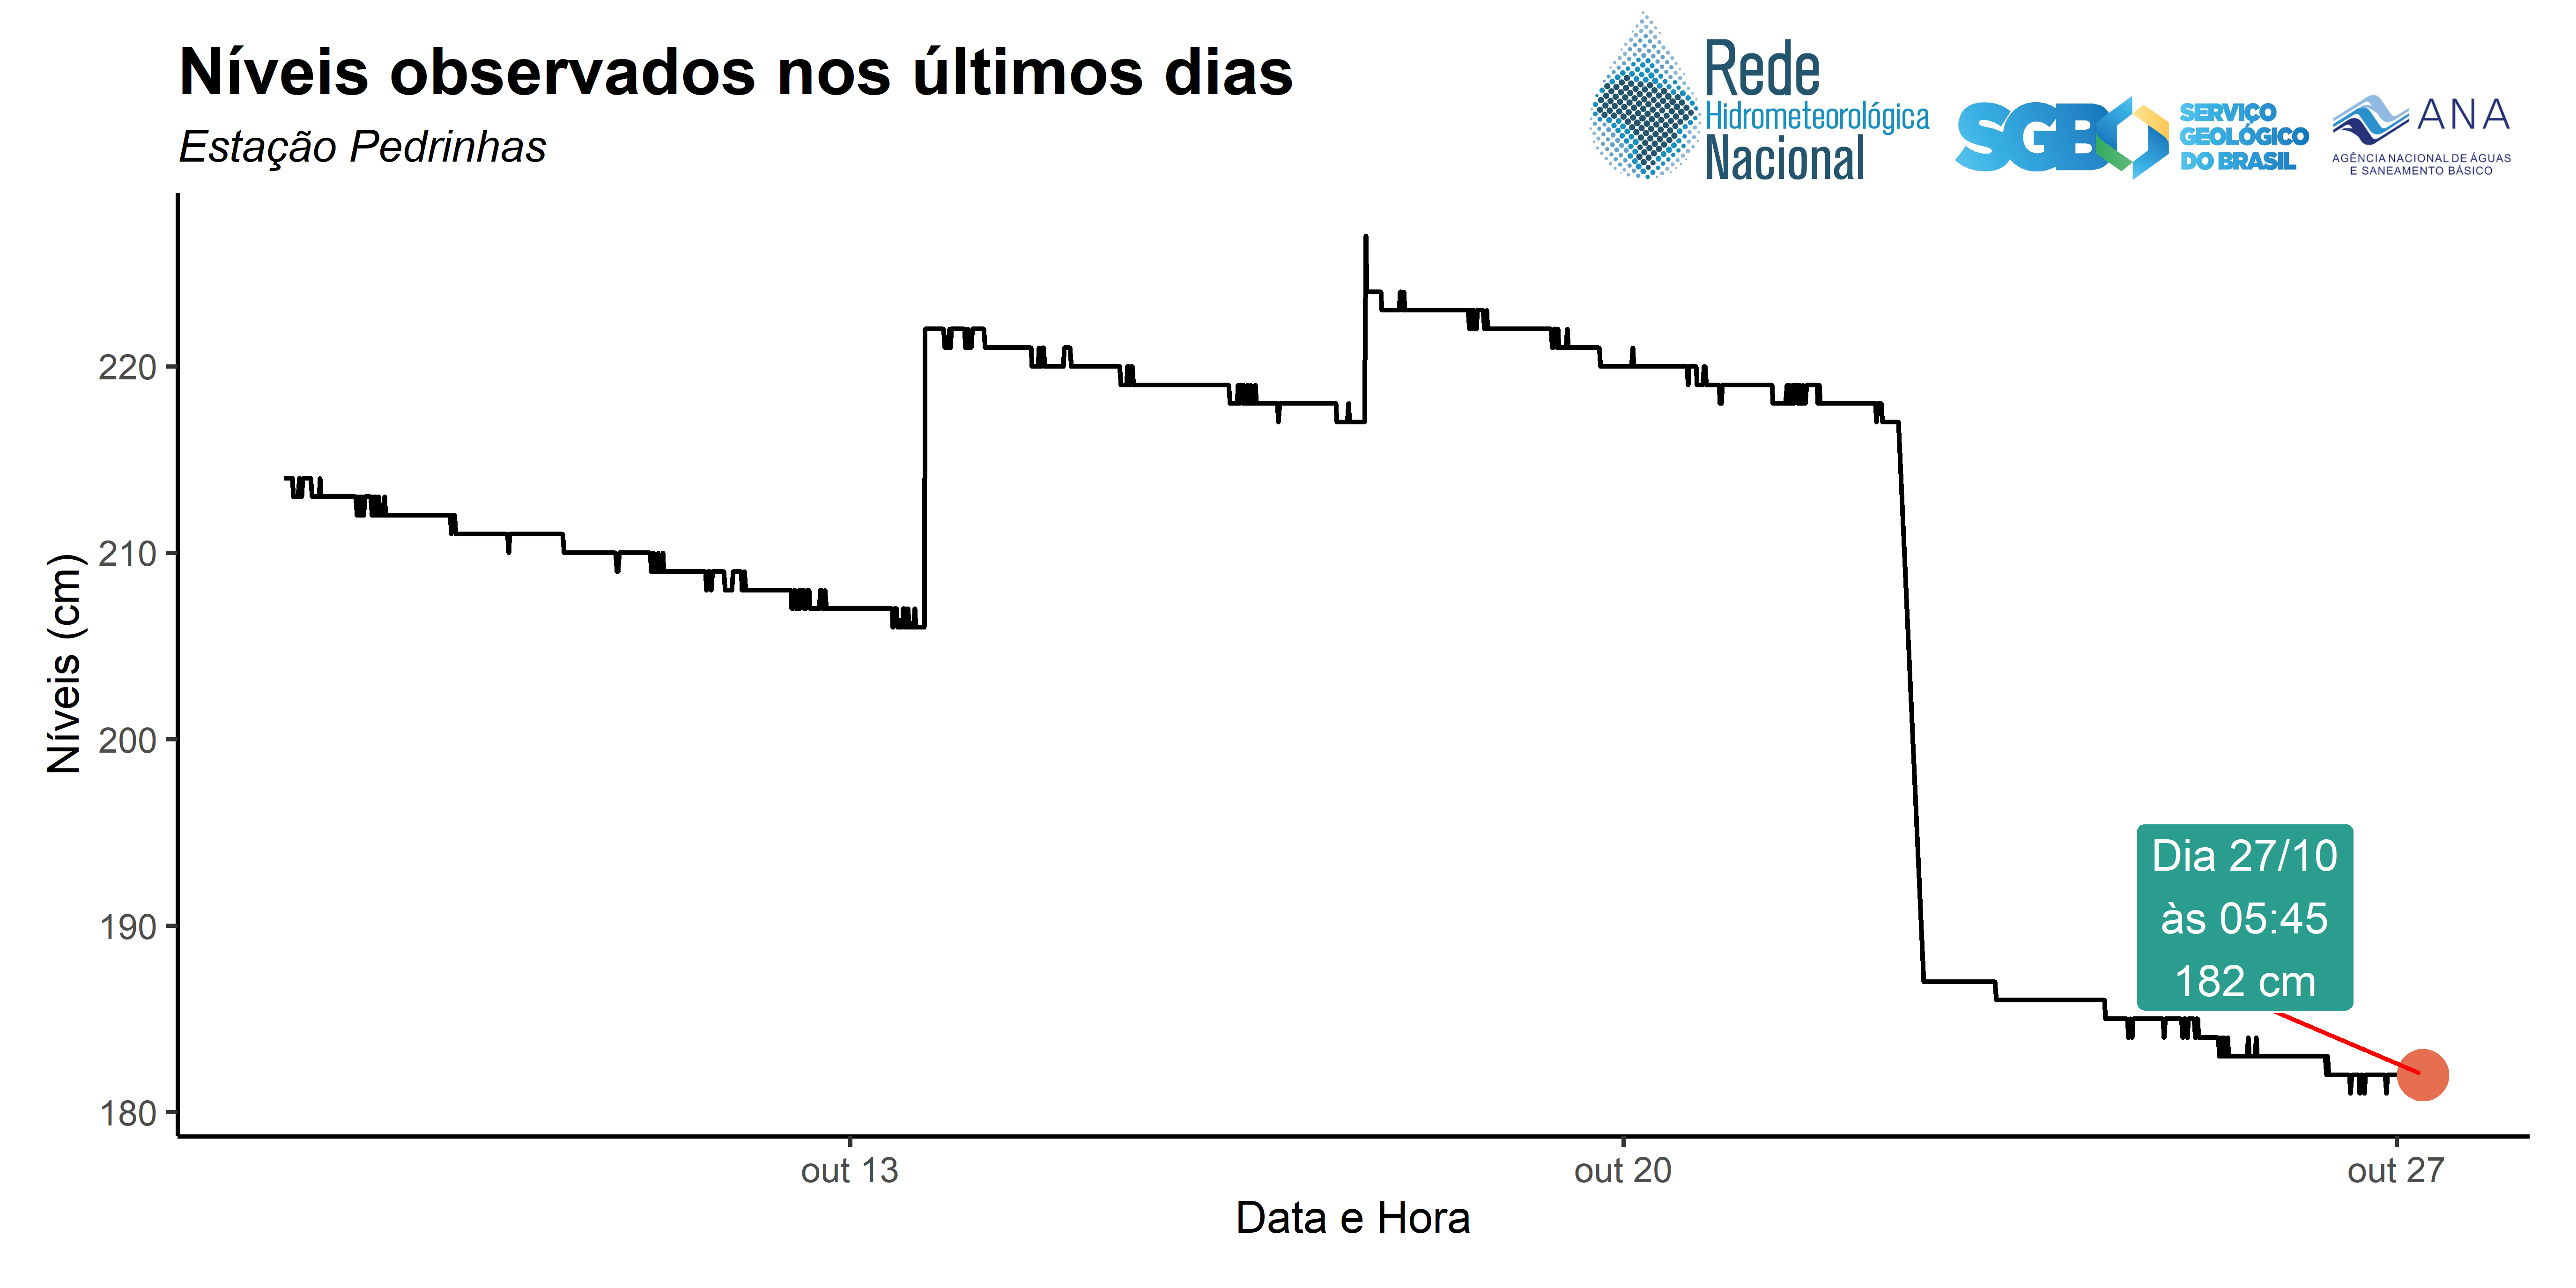 Níveis observados nos últimos dias
Estação Pedrinhas
Rede
Hidrometeorológica
Nacional
SGB
SERVIÇO
GEOLÓGICO
DO BRASIL
ANA
AGÊNCIA NACIONAL DE ÁGUAS
E SANEAMENTO BÁSICO
Níveis (cm)
220
210
200
190
180
Dia 27/10
às 05:45
182 cm
out 13
out 20
out 27
Data e Hora